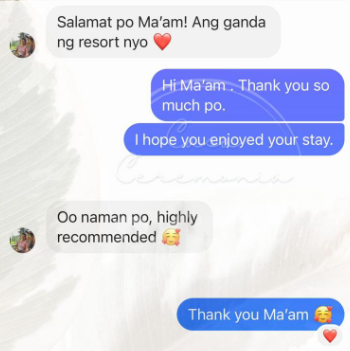 Salamat po Ma'am! Ang ganda
ng resort nyo ❤️
Hi Ma'am . Thank you so
much po.
I hope you enjoyed your stay.
Ceremonia
Oo naman po, highly
recommended 🥰
Thank you Ma'am 🥰
❤️